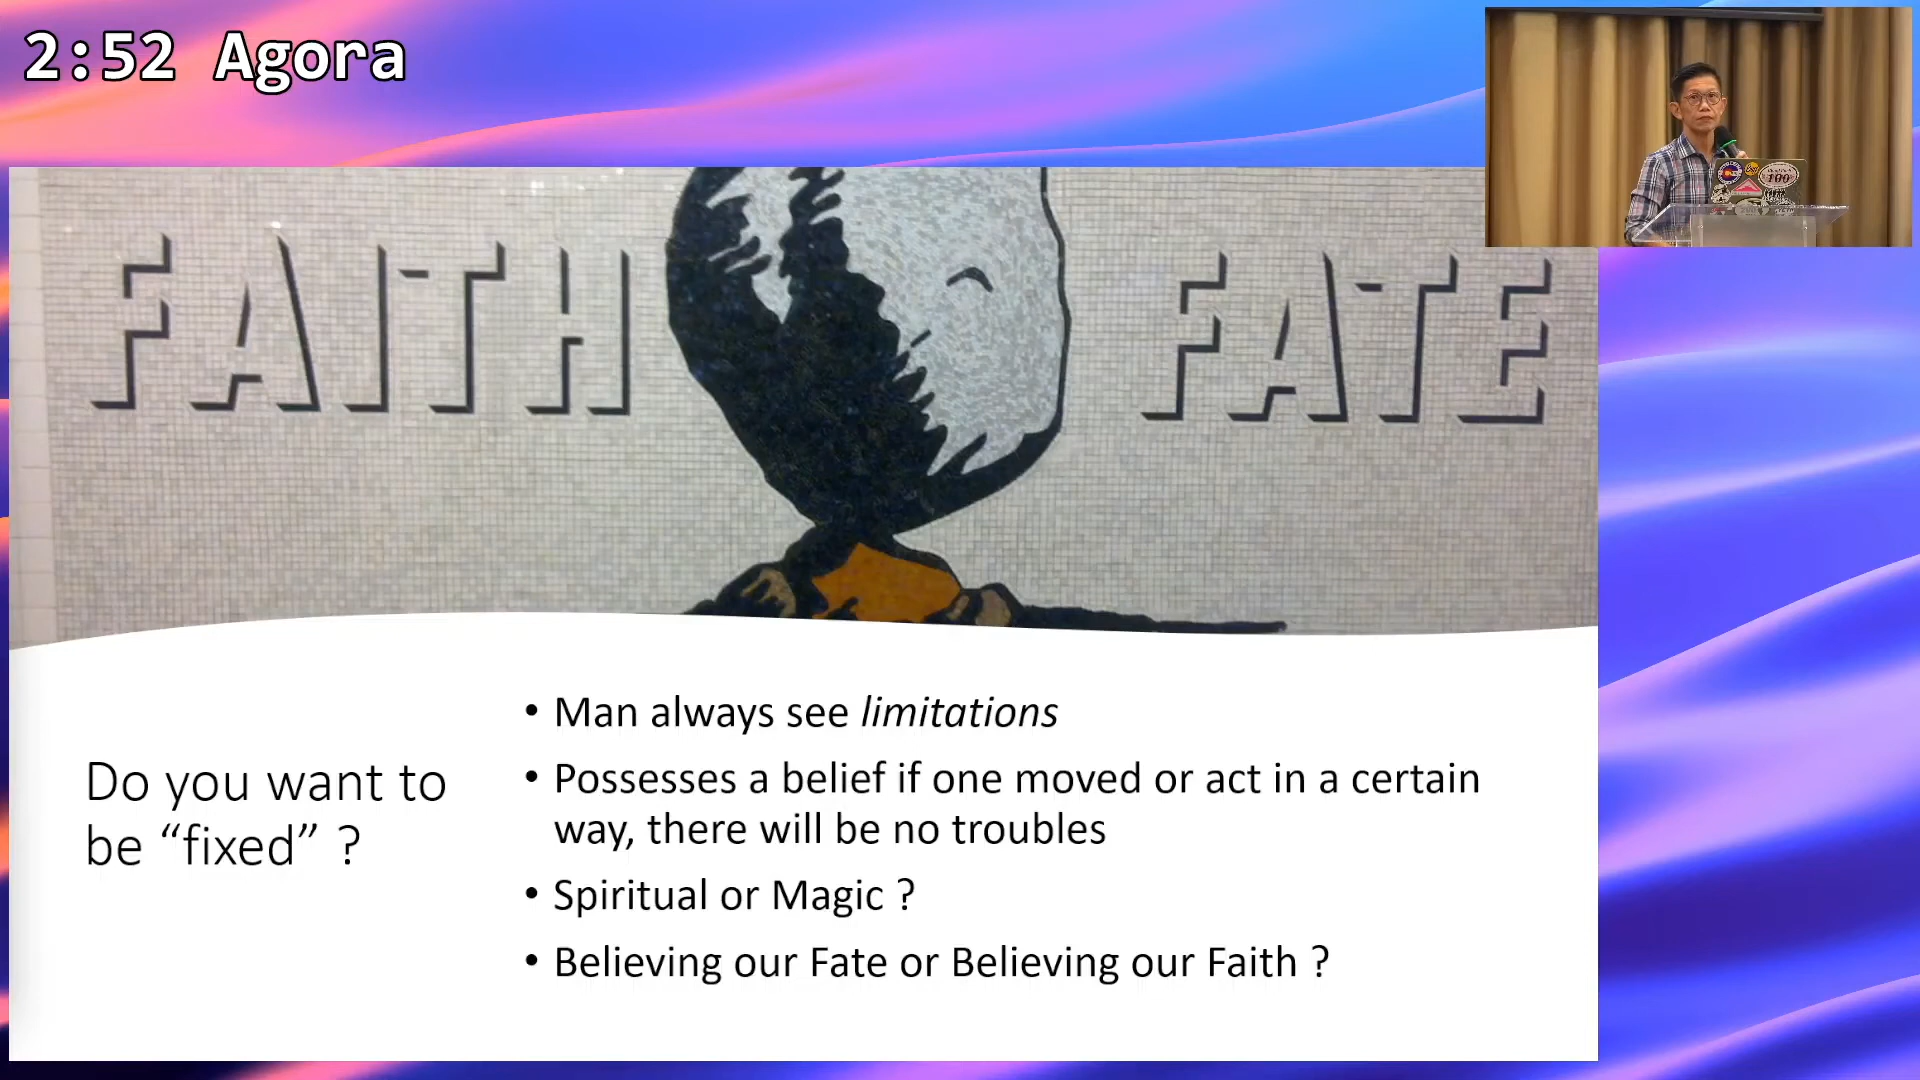 2:52 Agora
FAITH FATE
100
Do you want to
be “fixed” ?
• Man always see limitations
• Possesses a belief if one moved or act in a certain
way, there will be no troubles
• Spiritual or Magic ?
• Believing our Fate or Believing our Faith ?